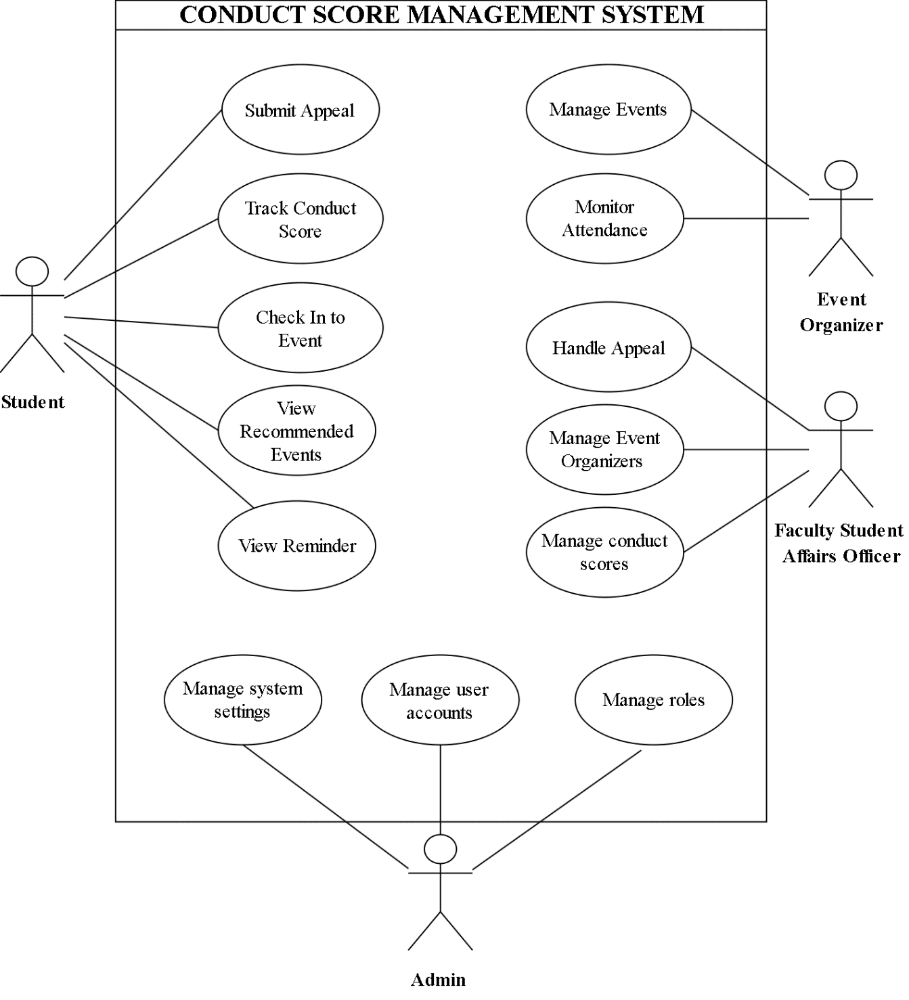 CONDUCT SCORE MANAGEMENT SYSTEM
Submit Appeal
Track Conduct
Score
Check In to
Event
View
Recommended
Events
View Reminder
Student
Manage Events
Monitor
Attendance
Event
Organizer
Handle Appeal
Manage Event
Organizers
Manage conduct
scores
Faculty Student
Affairs Officer
Manage system
settings
Manage user
accounts
Manage roles
Admin